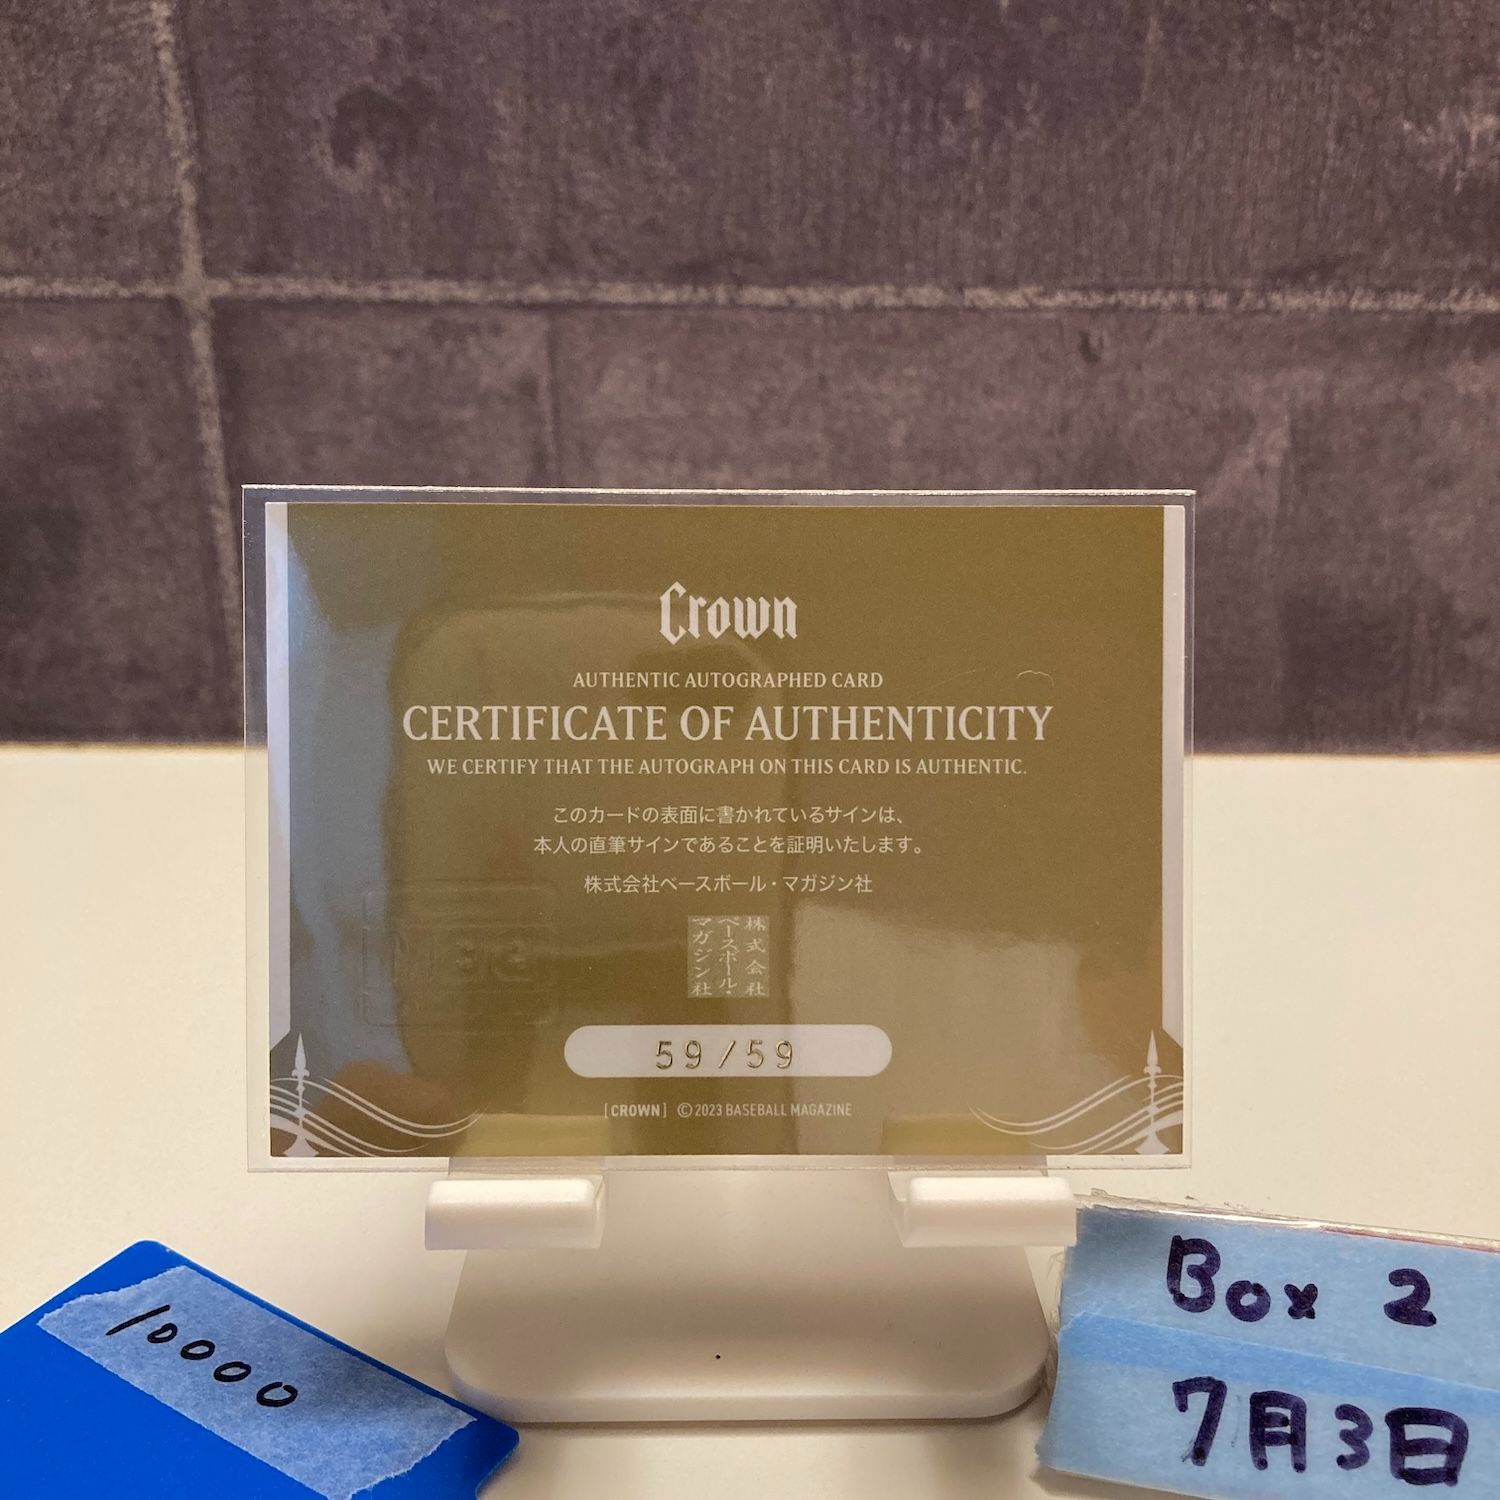 Crown
AUTHENTIC AUTOGRAPHED CARD
CERTIFICATE OF AUTHENTICITY
WE CERTIFY THAT THE AUTOGRAPH ON THIS CARD IS AUTHENTIC.
このカードの表面に書かれているサインは、
本人の直筆サインであることを証明いたします。
株式会社ベースボール・マガジン社
株式会社
ベースボール・
マガジン社
59/59
[CROWN] ©2023 BASEBALL MAGAZINE
10000
Box 2
7月3日